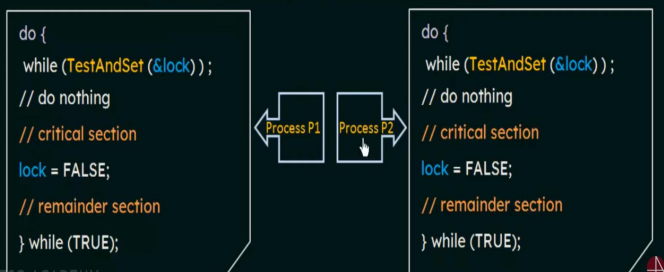 do {
while (TestAndSet (&lock) ) ;
// do nothing
// critical section
lock = FALSE;
// remainder section
} while (TRUE);
Process P1
Process P2
do {
while (TestAndSet (&lock) ) ;
// do nothing
// critical section
lock = FALSE;
// remainder section
} while (TRUE);